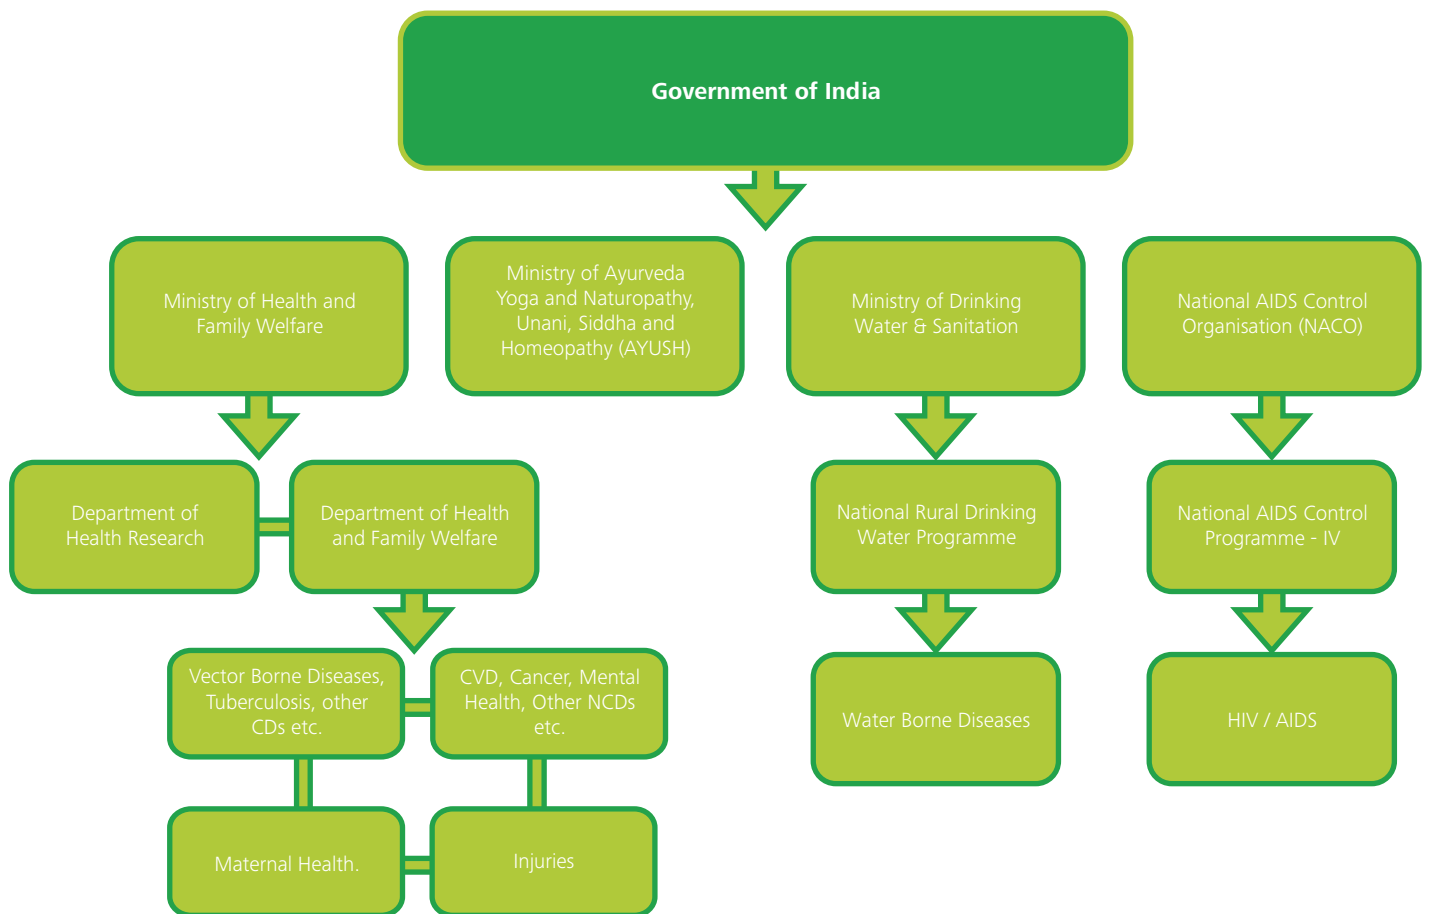 Government of India
Ministry of Health and
Family Welfare
Ministry of Ayurveda
Yoga and Naturopathy,
Unani, Siddha and
Homeopathy (AYUSH)
Ministry of Drinking
Water & Sanitation
National AIDS Control
Organisation (NACO)
Department of
Health Research
Department of Health
and Family Welfare
National Rural Drinking
Water Programme
National AIDS Control
Programme - IV
Vector Borne Diseases,
Tuberculosis, other
CDs etc.
CVD, Cancer, Mental
Health, Other NCDs
etc.
Water Borne Diseases
HIV / AIDS
Maternal Health.
Injuries